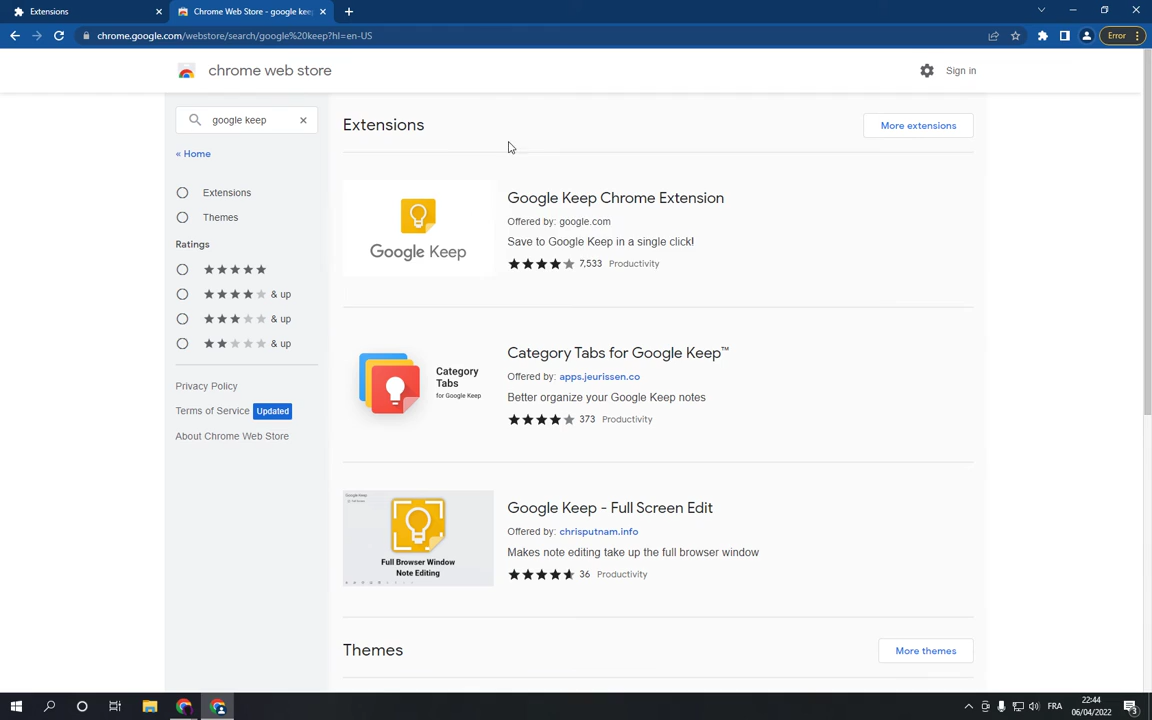 Extensions
Chrome Web Store - google kee
chrome.google.com/webstore/search/google%20keep?hl=en-US
Error
chrome web store
Sign in
google keep
« Home
Extensions
Themes
Ratings
& up
& up
& up
Privacy Policy
Terms of Service Updated
About Chrome Web Store
Extensions
More extensions
Google Keep
Google Keep Chrome Extension
Offered by: google.com
Save to Google Keep in a single click!
7,533 Productivity
Category
Tabs
for Google Keep
Category Tabs for Google Keep™
Offered by: apps.jeurissen.co
Better organize your Google Keep notes
373 Productivity
Full Browser Window
Note Editing
Google Keep - Full Screen Edit
Offered by: chrisputnam.info
Makes note editing take up the full browser window
36 Productivity
Themes
More themes
FRA
22:44
06/04/2022
3